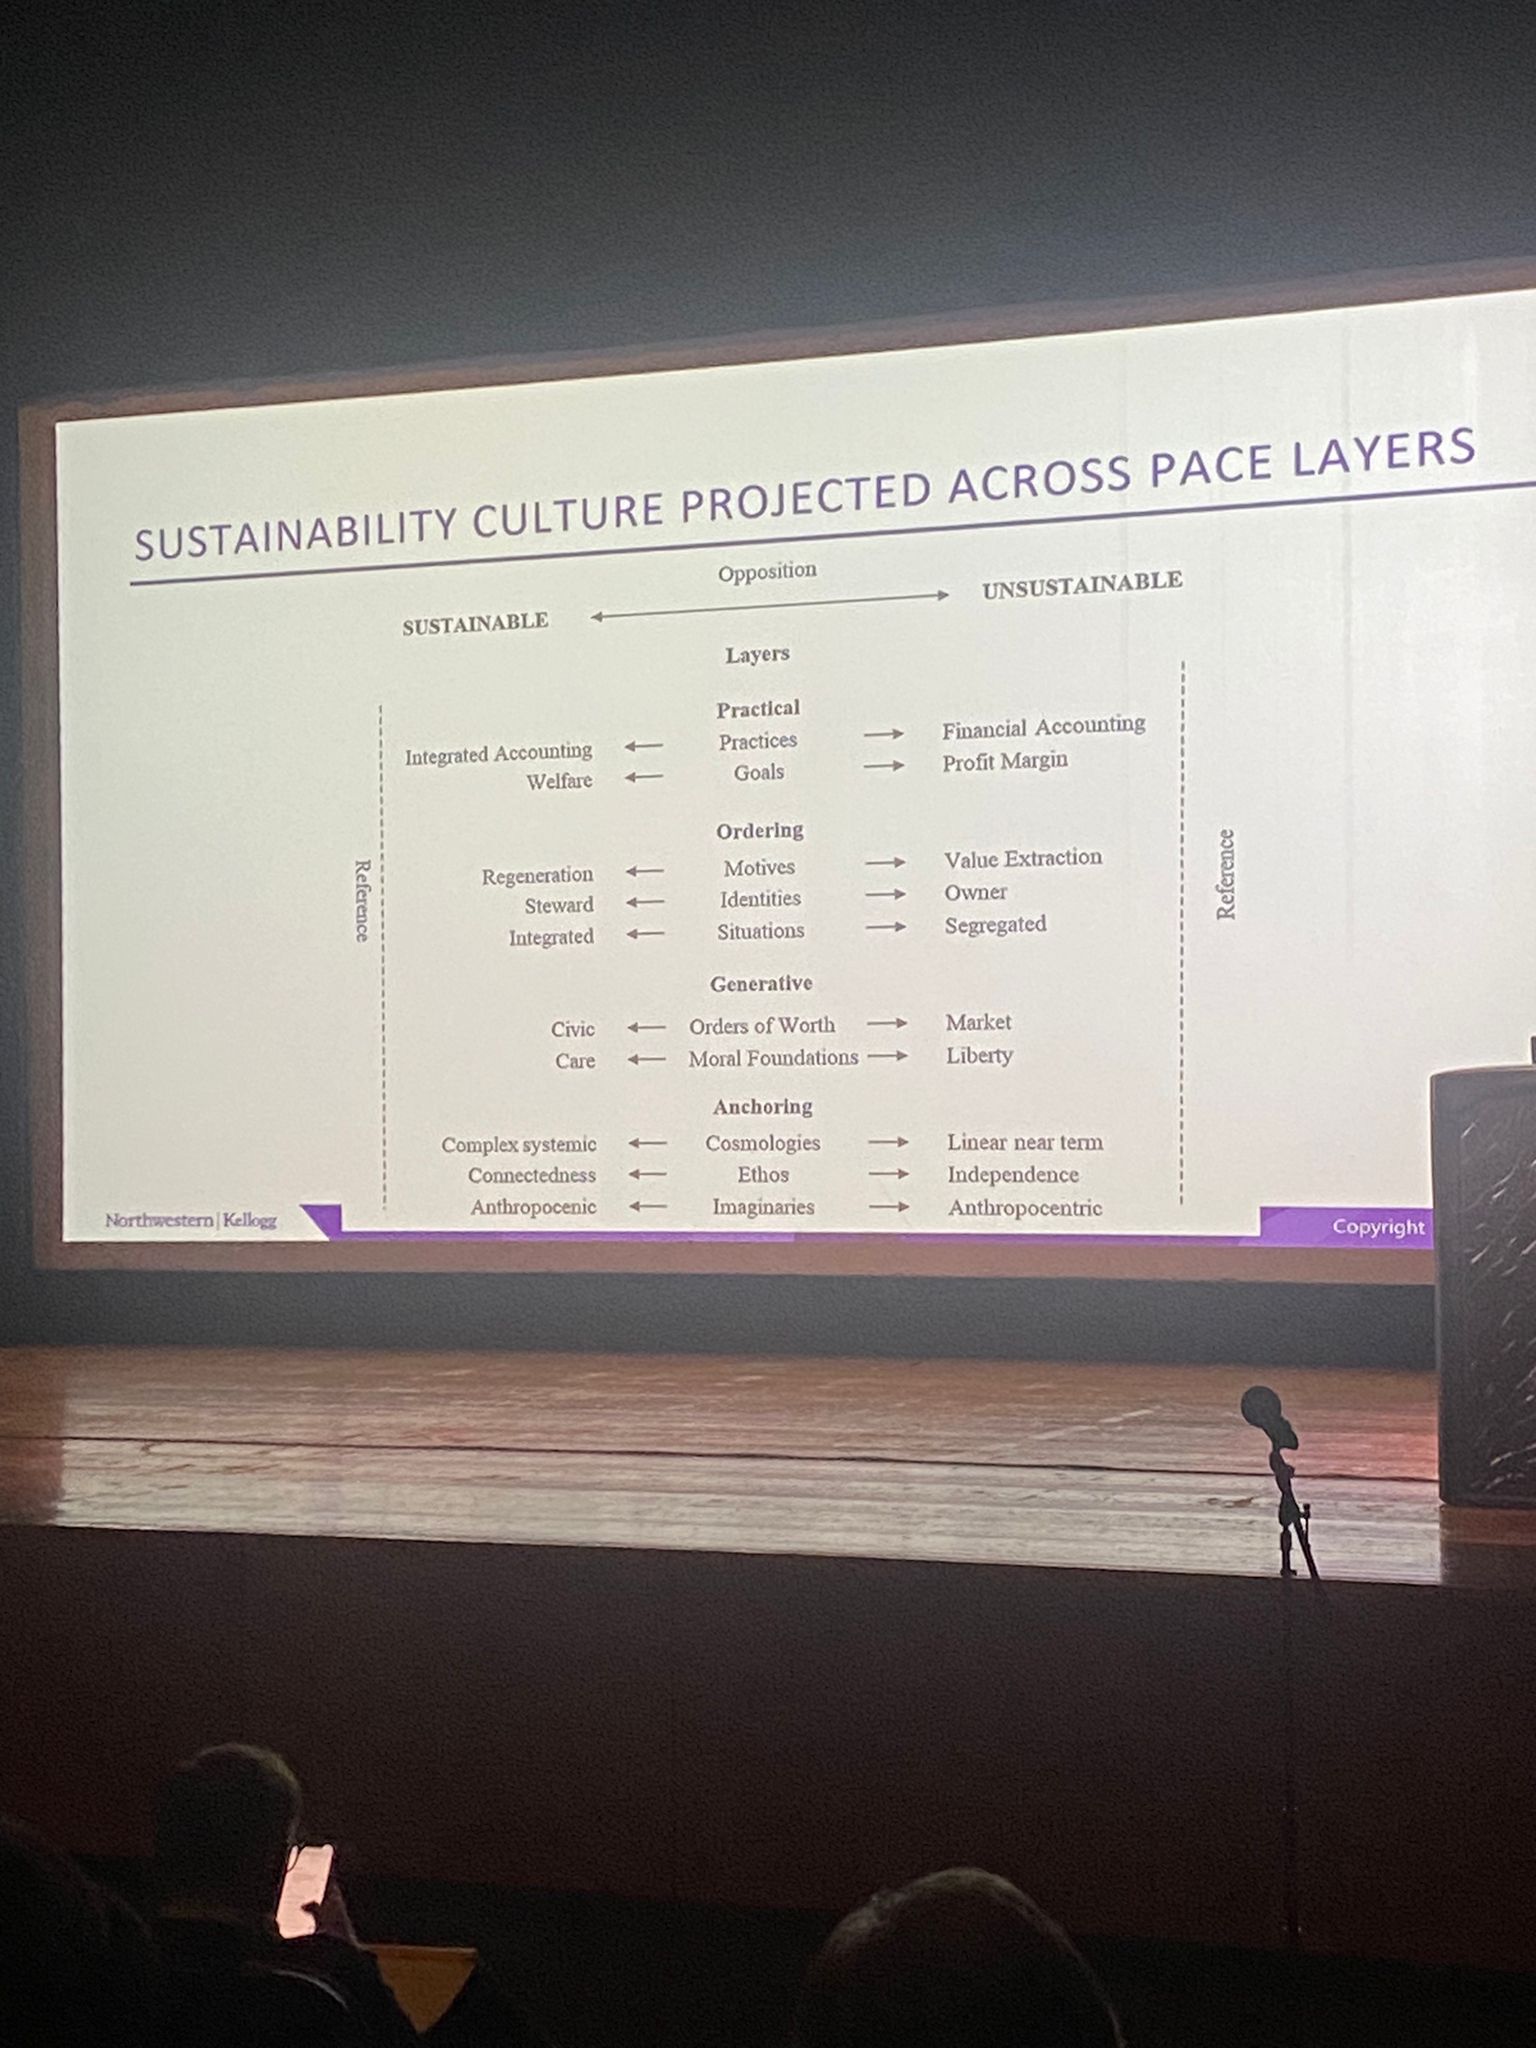 SUSTAINABILITY CULTURE PROJECTED ACROSS PACE LAYERS
Opposition
SUSTAINABLE UNSUSTAINABLE
Layers
Practical
Integrated Accounting Practices Financial Accounting
Welfare Goals Profit Margin
Ordering
Regeneration Motives Value Extraction
Steward Identities Owner
Integrated Situations Segregated
Reference
Reference
Generative
Civic Orders of Worth Market
Care Moral Foundations Liberty
Anchoring
Complex systemic Cosmologies Linear near term
Connectedness Ethos Independence
Anthropocenic Imaginaries Anthropocentric
Northwestern | Kellogg
Copyright